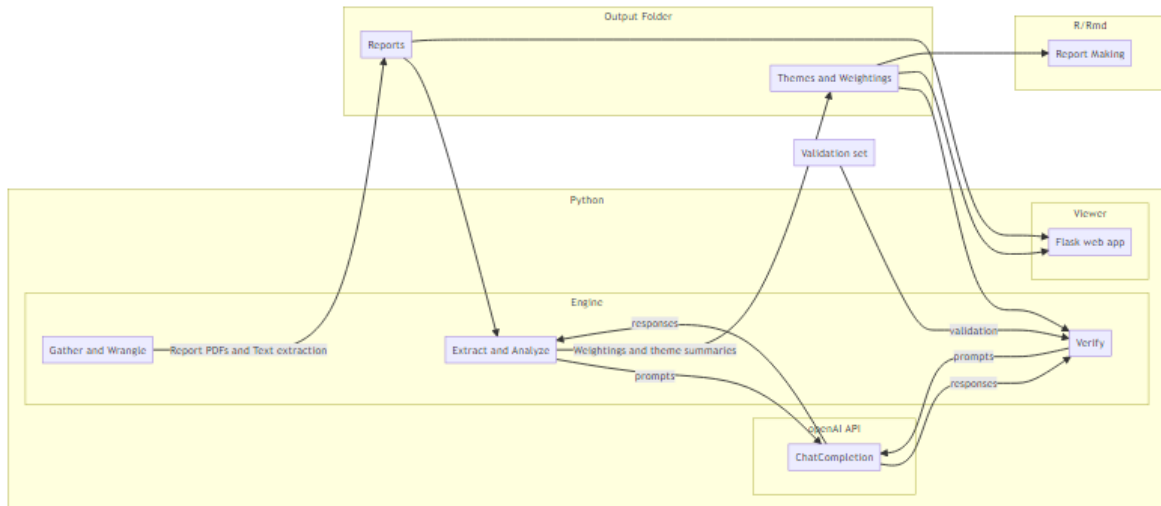 Output Folder
R/Rmd
Reports
Report Making
Themes and Weightings
Validation set
Python
Viewer
Flask web app
Engine
responses
validation
Gather and Wrangle
Report PDFs and Text extraction
Extract and Analyze
Weightings and theme summaries
Verify
prompts
prompts
responses
openAI API
ChatCompletion